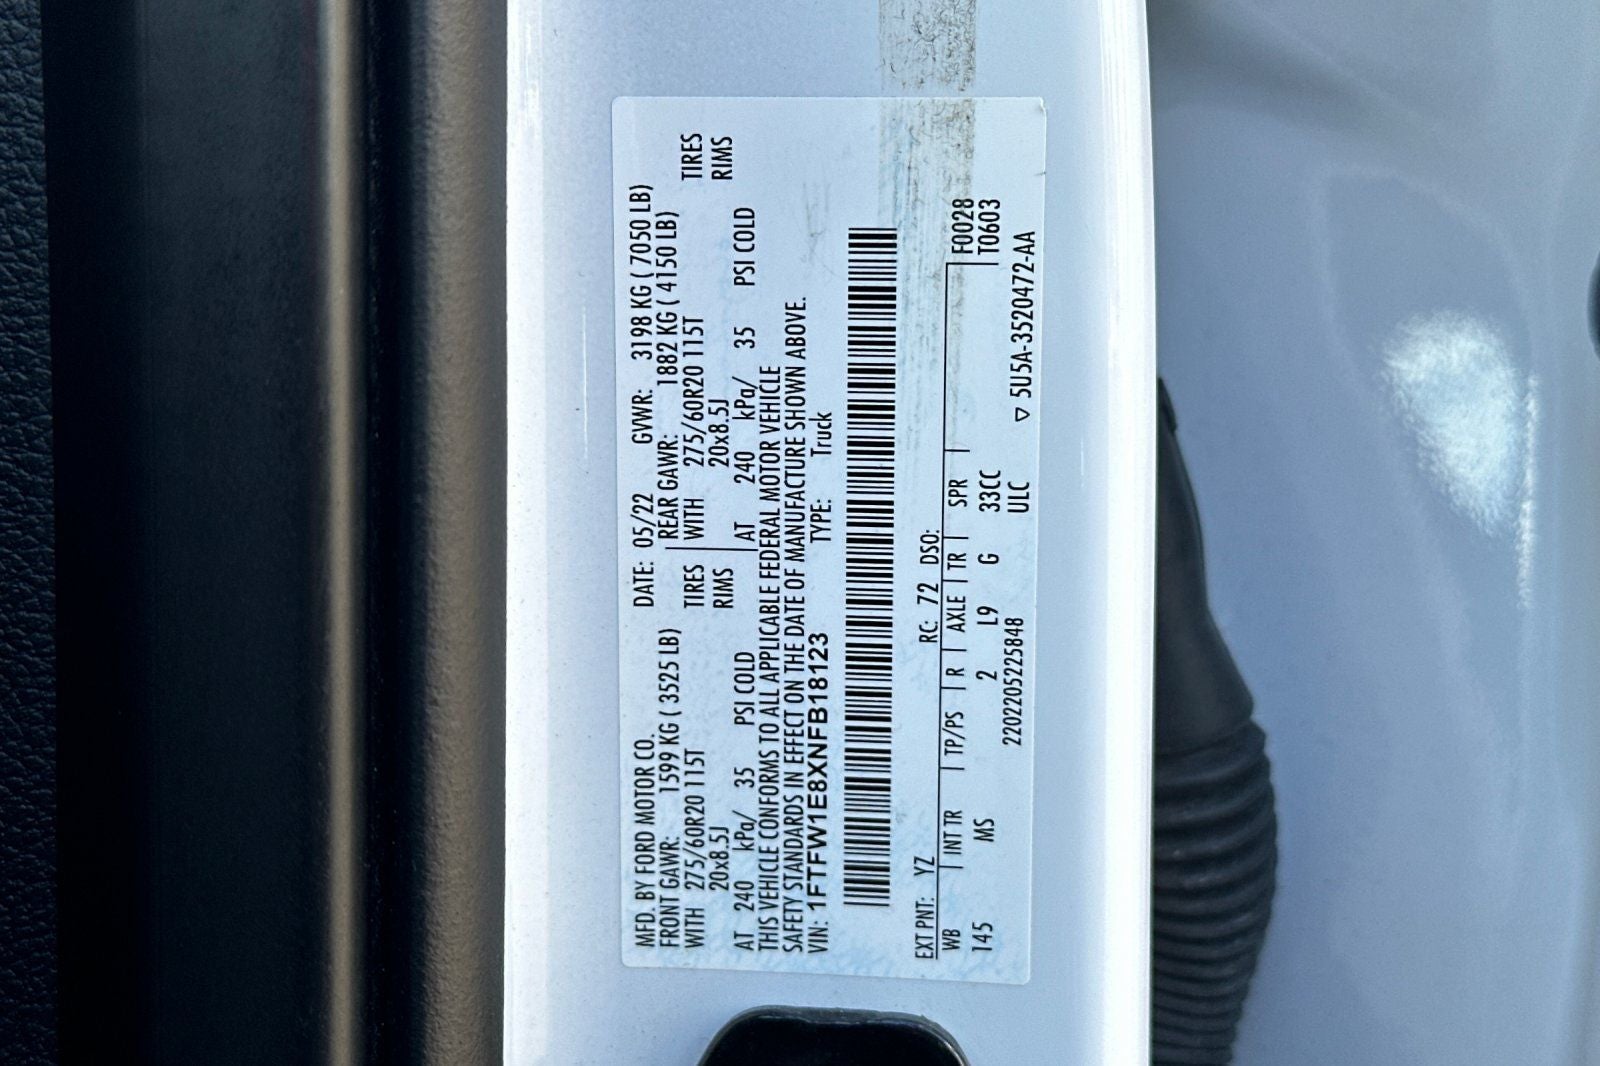 MFD. BY FORD MOTOR CO. DATE: 05/22 GVWR: 3198 KG ( 7050 LB)
FRONT GAWR: 1599 KG ( 3525 LB) REAR GAWR: 1882 KG ( 4150 LB)
WITH 275/60R20 115T TIRES WITH 275/60R20 115T TIRES
20x8.5J RIMS 20x8.5J RIMS
AT 240 kPa/ 35 PSI COLD AT 240 kPa/ 35 PSI COLD
THIS VEHICLE CONFORMS TO ALL APPLICABLE FEDERAL MOTOR VEHICLE
SAFETY STANDARDS IN EFFECT ON THE DATE OF MANUFACTURE SHOWN ABOVE.
VIN: 1FTFW1E8XNFB18123 TYPE: Truck
EXT PNT: YZ RC: 72 DSO:
WB INT TR TP/PS R AXLE TR SPR F0028
145 MS 2 L9 G 33CC T0603
2202205225848 ULC ▽ 5U5A-3520472-AA